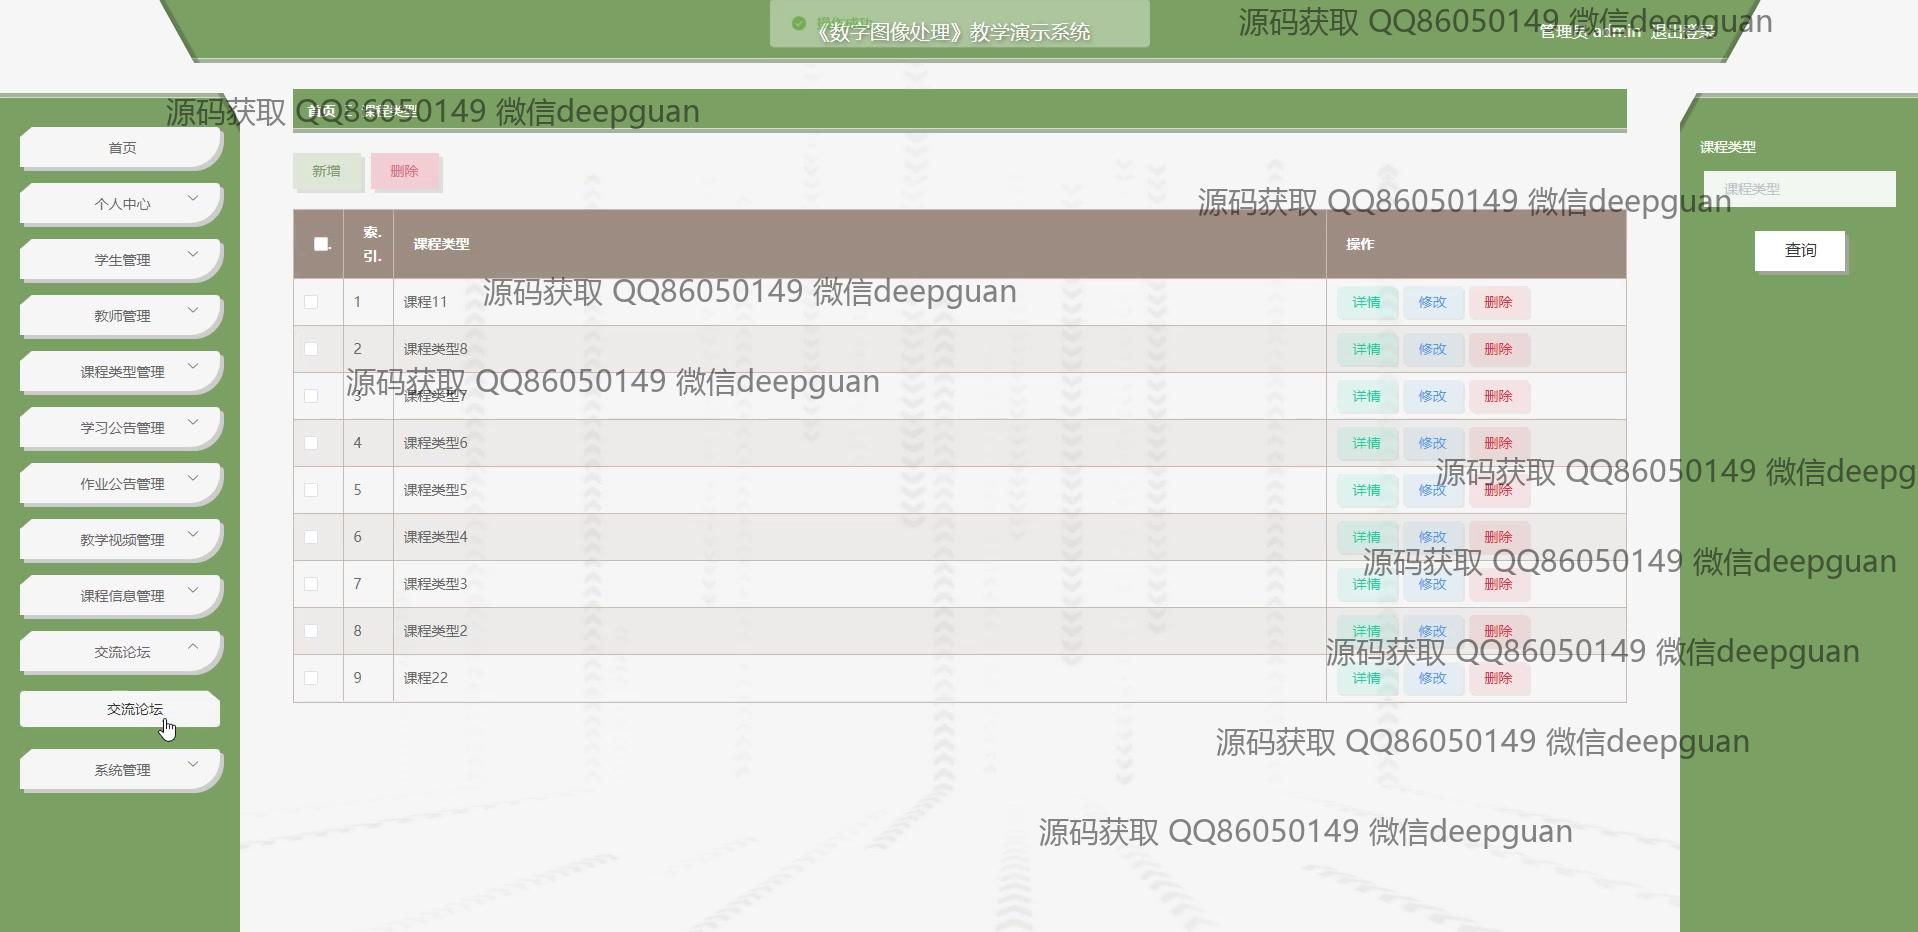 操作成功
《数字图像处理》教学演示系统
管理员 admin 退出登录
源码获取 QQ86050149 微信deepguan
源码获取 QQ86050149 微信deepguan
首页
课程类型
首页
个人中心
学生管理
教师管理
课程类型管理
学习公告管理
作业公告管理
教学视频管理
课程信息管理
交流论坛
交流论坛
系统管理
新增 删除
源码获取 QQ86050149 微信deepguan
索. 引. 课程类型 操作
源码获取 QQ86050149 微信deepguan
1 课程11 详情 修改 删除
2 课程类型8 详情 修改 删除
源码获取 QQ86050149 微信deepguan
3 课程类型7 详情 修改 删除
4 课程类型6 详情 修改 删除
源码获取 QQ86050149 微信deepg
5 课程类型5 详情 修改 删除
6 课程类型4 详情 修改 删除
源码获取 QQ86050149 微信deepguan
7 课程类型3 详情 修改 删除
8 课程类型2 详情 修改 删除
源码获取 QQ86050149 微信deepguan
9 课程22 详情 修改 删除
源码获取 QQ86050149 微信deepguan
源码获取 QQ86050149 微信deepguan
课程类型
课程类型
查询